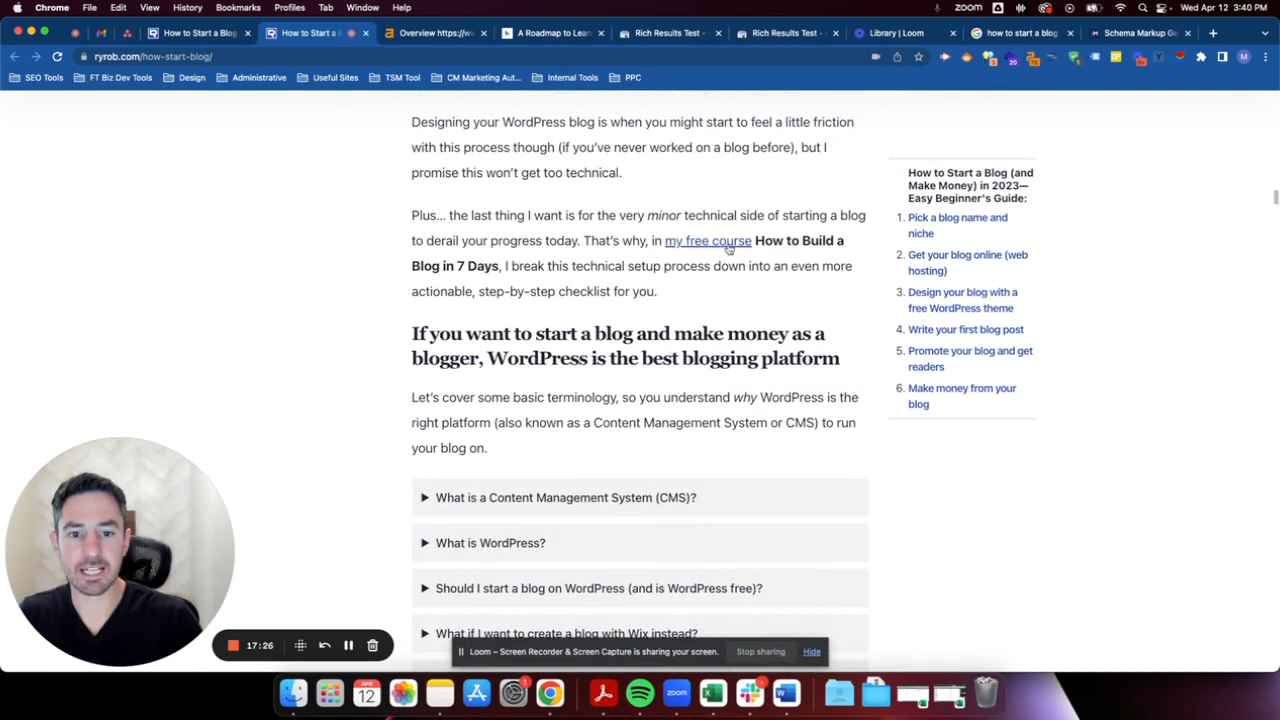 Chrome File Edit View History Bookmarks Profiles Tab Window Help zoom Wed Apr 12 3:40 PM
How to Start a Blog How to Start a Overview https://w A Roadmap to Learn Rich Results Test - Rich Results Test - Library | Loom how to start a blog Schema Markup Ge
ryrob.com/how-start-blog/
SEO Tools FT Biz Dev Tools Design Administrative Useful Sites TSM Tool CM Marketing Aut... Internal Tools PPC
Designing your WordPress blog is when you might start to feel a little friction
with this process though (if you've never worked on a blog before), but I
promise this won't get too technical.
Plus… the last thing I want is for the very minor technical side of starting a blog
to derail your progress today. That's why, in my free course How to Build a
Blog in 7 Days, I break this technical setup process down into an even more
actionable, step-by-step checklist for you.
If you want to start a blog and make money as a
blogger, WordPress is the best blogging platform
Let's cover some basic terminology, so you understand why WordPress is the
right platform (also known as a Content Management System or CMS) to run
your blog on.
What is a Content Management System (CMS)?
What is WordPress?
Should I start a blog on WordPress (and is WordPress free)?
What if I want to create a blog with Wix instead?
How to Start a Blog (and
Make Money) in 2023—
Easy Beginner's Guide:
1. Pick a blog name and
niche
2. Get your blog online (web
hosting)
3. Design your blog with a
free WordPress theme
4. Write your first blog post
5. Promote your blog and get
readers
6. Make money from your
blog
17:26
Loom – Screen Recorder & Screen Capture is sharing your screen. Stop sharing Hide
APR
12
zoom